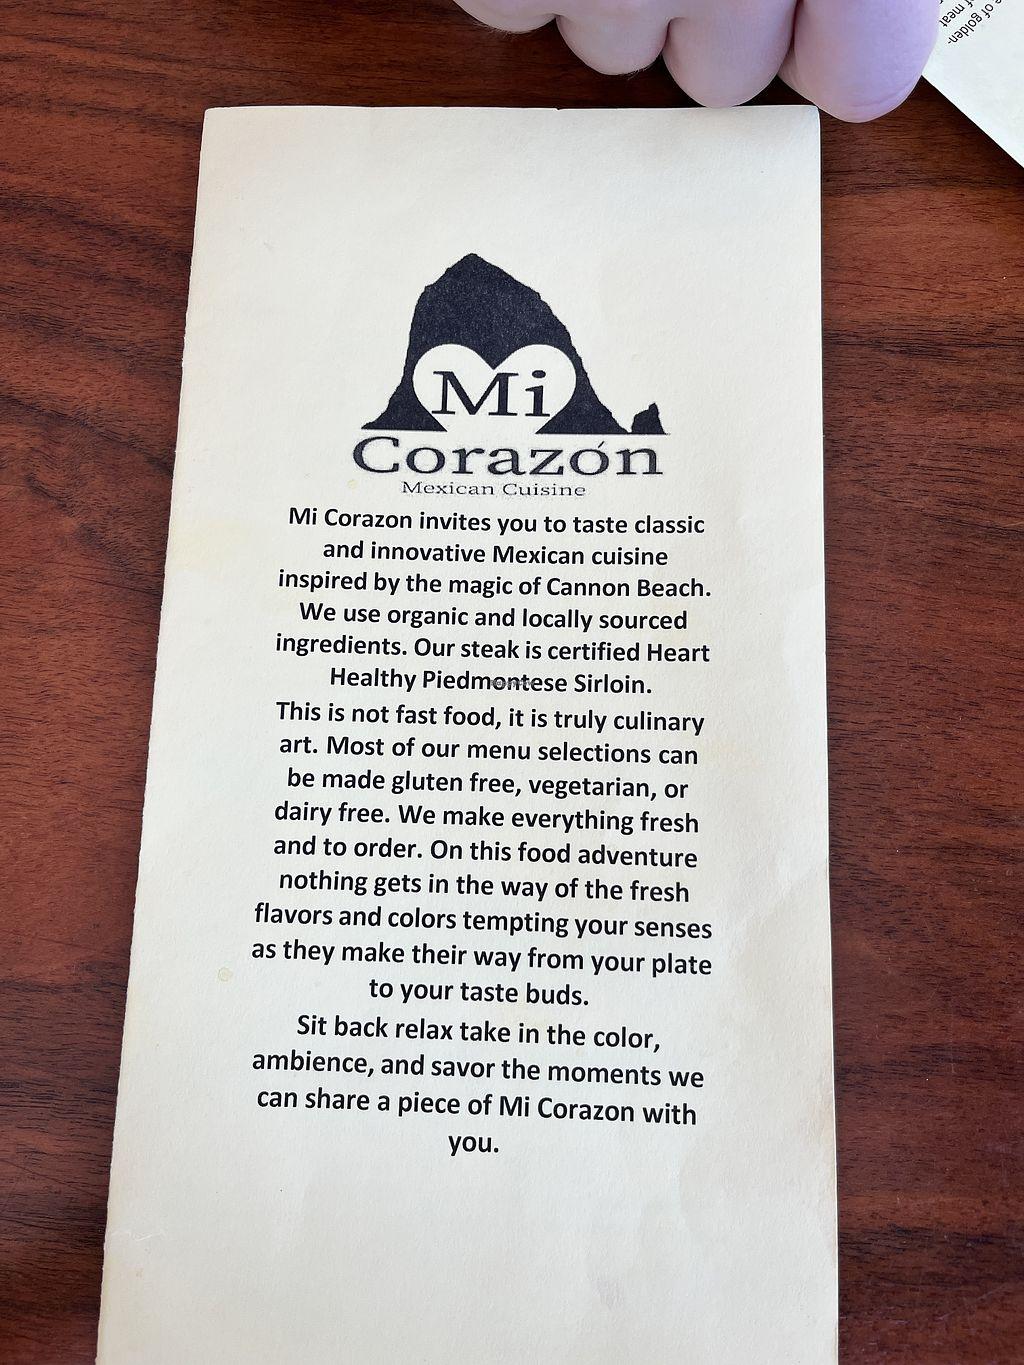 Mi
Corazón
Mexican Cuisine
Mi Corazon invites you to taste classic
and innovative Mexican cuisine
inspired by the magic of Cannon Beach.
We use organic and locally sourced
ingredients. Our steak is certified Heart
Healthy Piedmontese Sirloin.
This is not fast food, it is truly culinary
art. Most of our menu selections can
be made gluten free, vegetarian, or
dairy free. We make everything fresh
and to order. On this food adventure
nothing gets in the way of the fresh
flavors and colors tempting your senses
as they make their way from your plate
to your taste buds.
Sit back relax take in the color,
ambience, and savor the moments we
can share a piece of Mi Corazon with
you.
of golden-
of meat